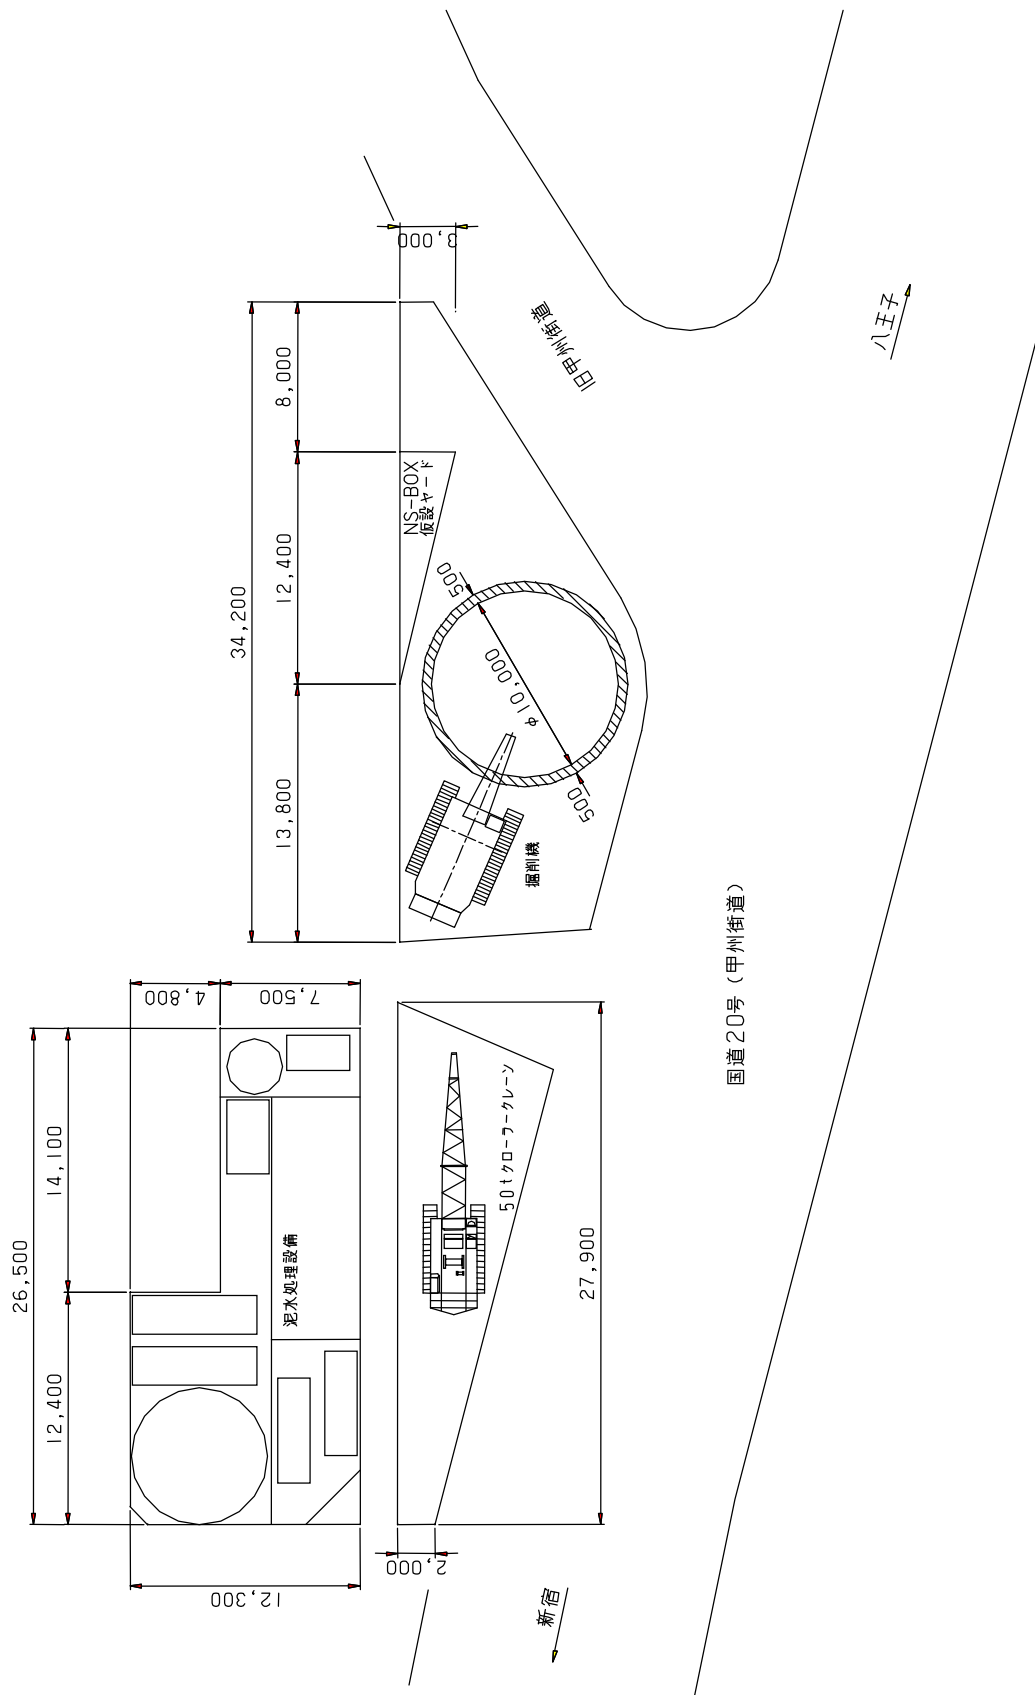 3,000
34,200
8,000
12,400
13,800
NS-BOX
仮設ヤード
旧甲州街道
八王子
500
φ10,000
500
掘削機
国道20号（甲州街道）
4,800
7,500
26,500
14,100
12,400
泥水処理設備
12,300
50tクローラークレーン
27,900
2,000
新宿